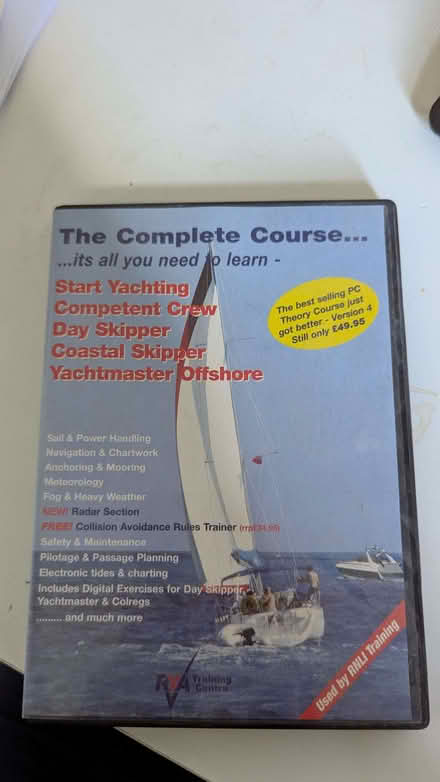 The Complete Course...
...its all you need to learn -
Start Yachting
Competent Crew
Day Skipper
Coastal Skipper
Yachtmaster Offshore
The best selling PC
Theory Course just
got better - Version 4
Still only £49.95
Sail & Power Handling
Navigation & Chartwork
Anchoring & Mooring
Meteorology
Fog & Heavy Weather
NEW! Radar Section
FREE! Collision Avoidance Rules Trainer (rrp£34.95)
Safety & Maintenance
Pilotage & Passage Planning
Electronic tides & charting
Includes Digital Exercises for Day Skipper,
Yachtmaster & Colregs
......... and much more
RYA Training
Centre
Used by RNLI Training